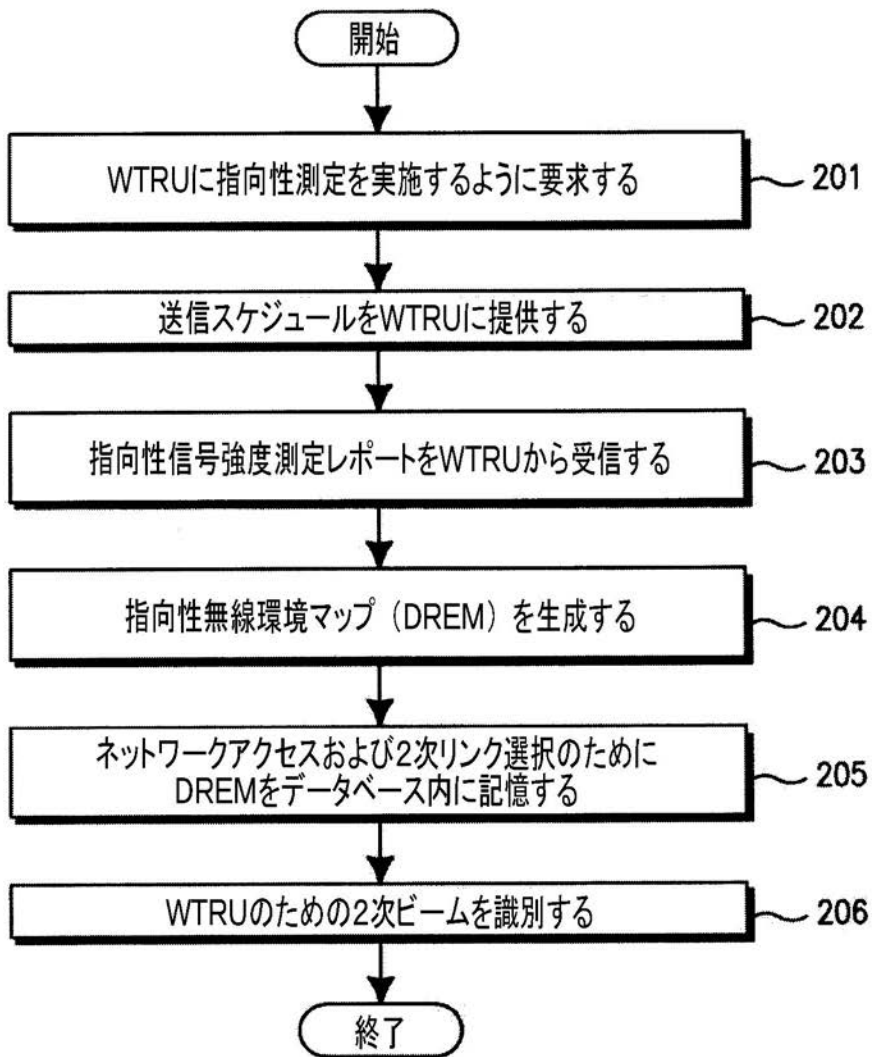 開始
WTRUに指向性測定を実施するように要求する
201
送信スケジュールをWTRUに提供する
202
指向性信号強度測定レポートをWTRUから受信する
203
指向性無線環境マップ（DREM）を生成する
204
ネットワークアクセスおよび2次リンク選択のために
DREMをデータベース内に記憶する
205
WTRUのための2次ビームを識別する
206
終了